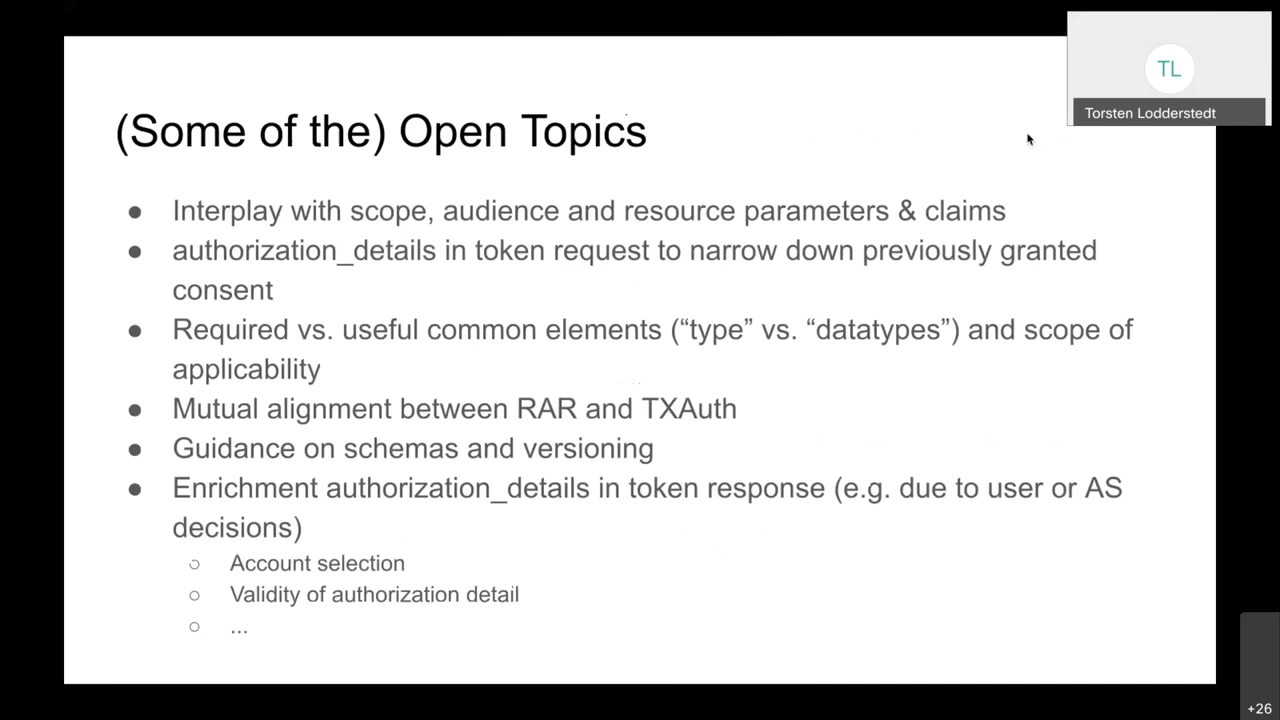 TL
Torsten Lodderstedt
(Some of the) Open Topics
● Interplay with scope, audience and resource parameters & claims
● authorization_details in token request to narrow down previously granted
consent
● Required vs. useful common elements (“type” vs. “datatypes”) and scope of
applicability
● Mutual alignment between RAR and TXAuth
● Guidance on schemas and versioning
● Enrichment authorization_details in token response (e.g. due to user or AS
decisions)
○ Account selection
○ Validity of authorization detail
○ ...
+26